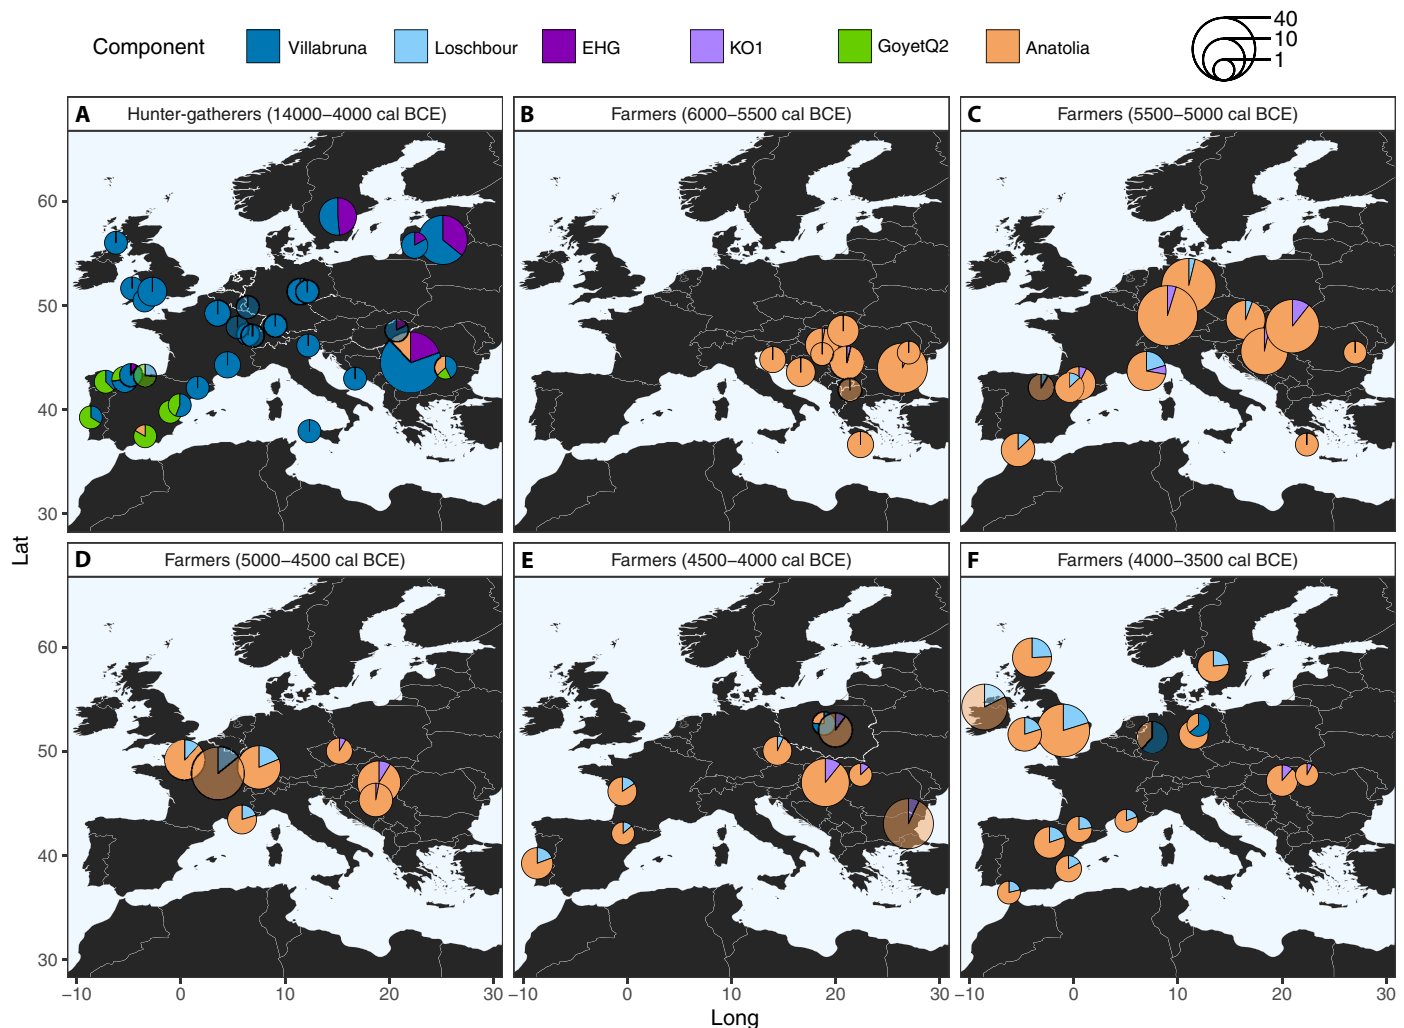 Component Villabruna Loschbour EHG KO1 GoyetQ2 Anatolia
40
10
1
A Hunter-gatherers (14000–4000 cal BCE)
B Farmers (6000–5500 cal BCE)
C Farmers (5500–5000 cal BCE)
60
50
40
30
D Farmers (5000–4500 cal BCE)
E Farmers (4500–4000 cal BCE)
F Farmers (4000–3500 cal BCE)
60
50
40
30
Lat
−10 0 10 20 30
−10 0 10 20 30
−10 0 10 20 30
Long